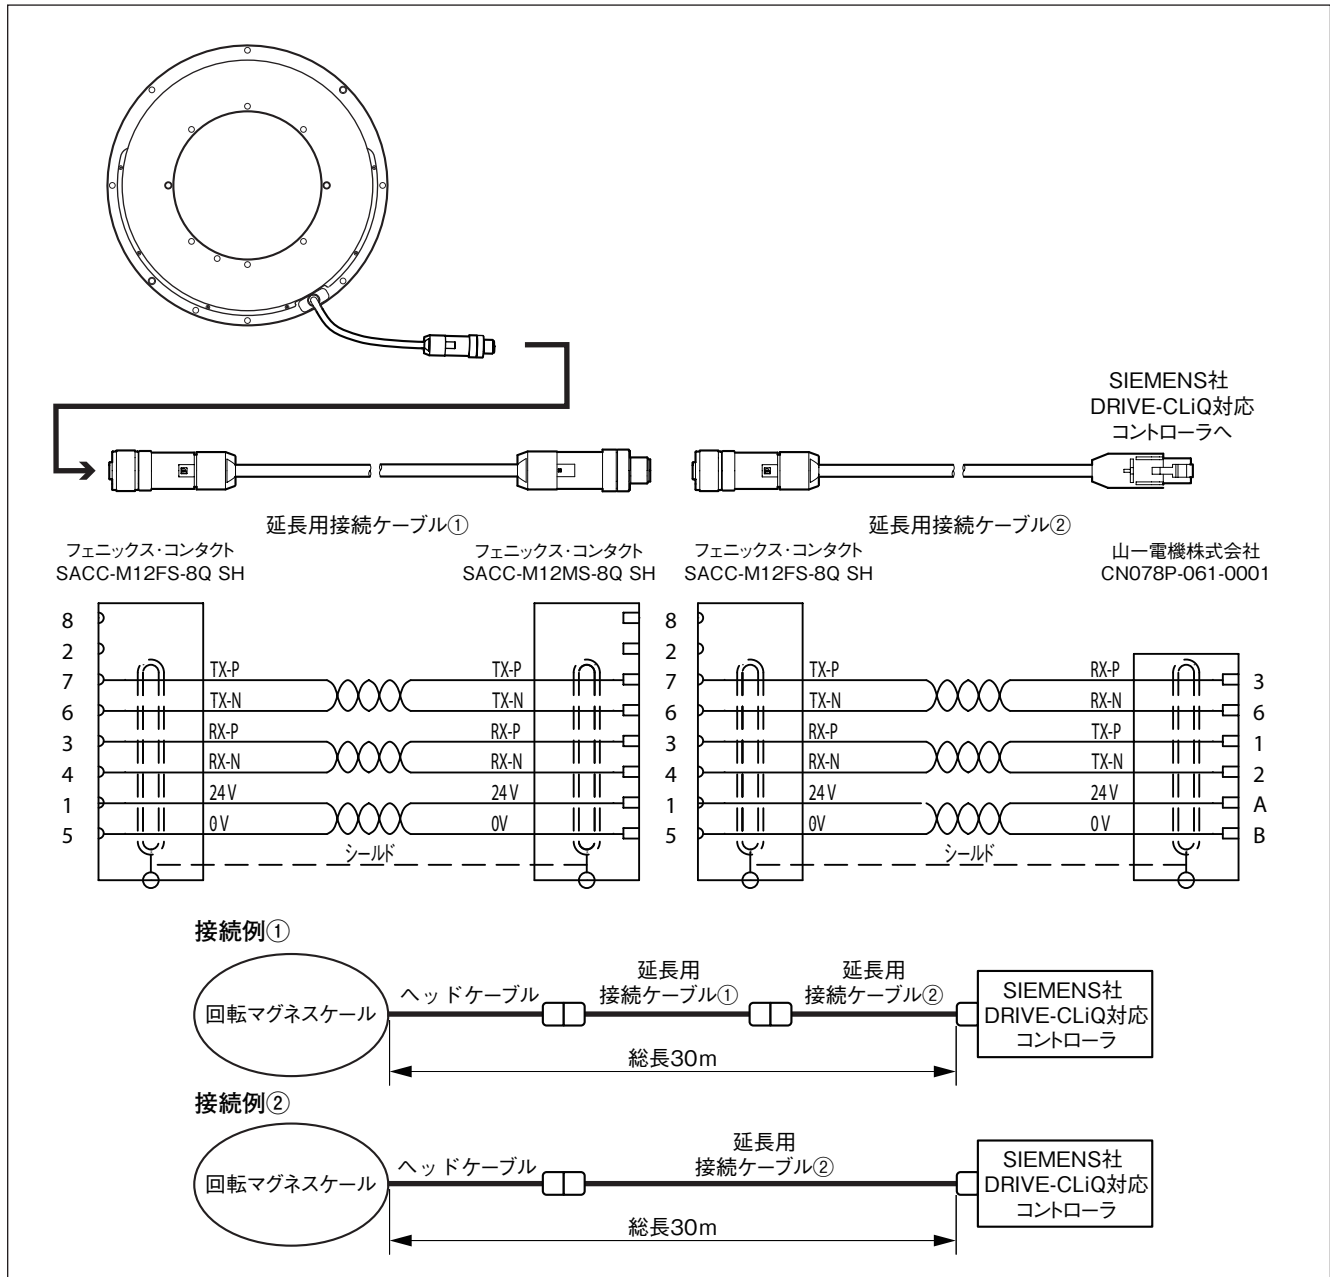 SIEMENS社
DRIVE-CLiQ対応
コントローラへ
延長用接続ケーブル①
延長用接続ケーブル②
フェニックス・コンタクト
SACC-M12FS-8Q SH
フェニックス・コンタクト
SACC-M12MS-8Q SH
フェニックス・コンタクト
SACC-M12FS-8Q SH
山一電機株式会社
CN078P-061-0001
8
2
7 TX-P TX-P
6 TX-N TX-N
3 RX-P RX-P
4 RX-N RX-N
1 24V 24V
5 0V 0V
シールド
8
2
7 TX-P RX-P 3
6 TX-N RX-N 6
3 RX-P TX-P 1
4 RX-N TX-N 2
1 24V 24V A
5 0V 0V B
シールド
接続例①
回転マグネスケール
ヘッドケーブル
延長用
接続ケーブル①
延長用
接続ケーブル②
SIEMENS社
DRIVE-CLiQ対応
コントローラ
総長30m
接続例②
回転マグネスケール
ヘッドケーブル
延長用
接続ケーブル②
SIEMENS社
DRIVE-CLiQ対応
コントローラ
総長30m